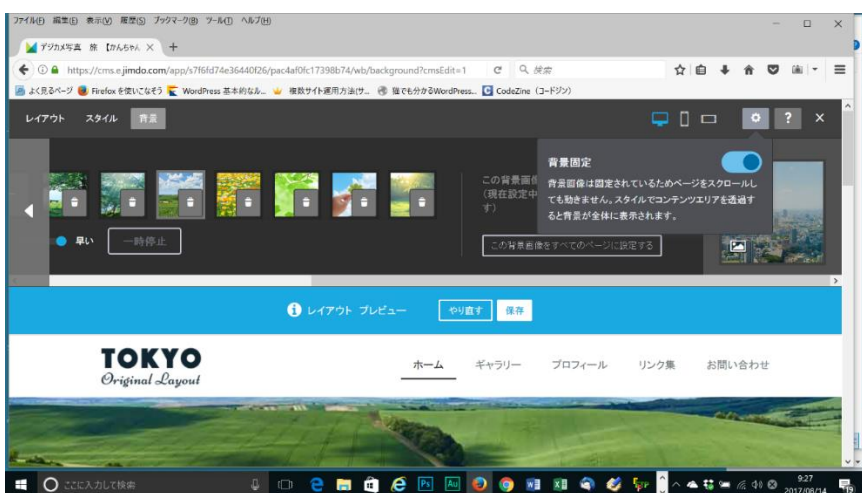 ファイル(F) 編集(E) 表示(V) 履歴(S) ブックマーク(B) ツール(T) ヘルプ(H)
デジカメ写真 旅 【かんちゃん
https://cms.e.jimdo.com/app/s7f6fd74e36440f26/pac4af0fc17398b74/wb/background?cmsEdit=1
検索
よく見るページ Firefox を使いこなそう WordPress 基本的なル... 複数サイト運用方法(サ... 猫でも分かるWordPress... CodeZine（コードジン）
レイアウト スタイル 背景
背景固定
背景画像は固定されているためページをスクロールし
ても動きません。スタイルでコンテンツエリアを透過す
ると背景が全体に表示されます。
この背景画像
（現在設定中
す）
早い 一時停止
この背景画像をすべてのページに設定する
レイアウト プレビュー やり直す 保存
TOKYO
Original Layout
ホーム ギャラリー プロフィール リンク集 お問い合わせ
ここに入力して検索
9:27
2017/08/14
19